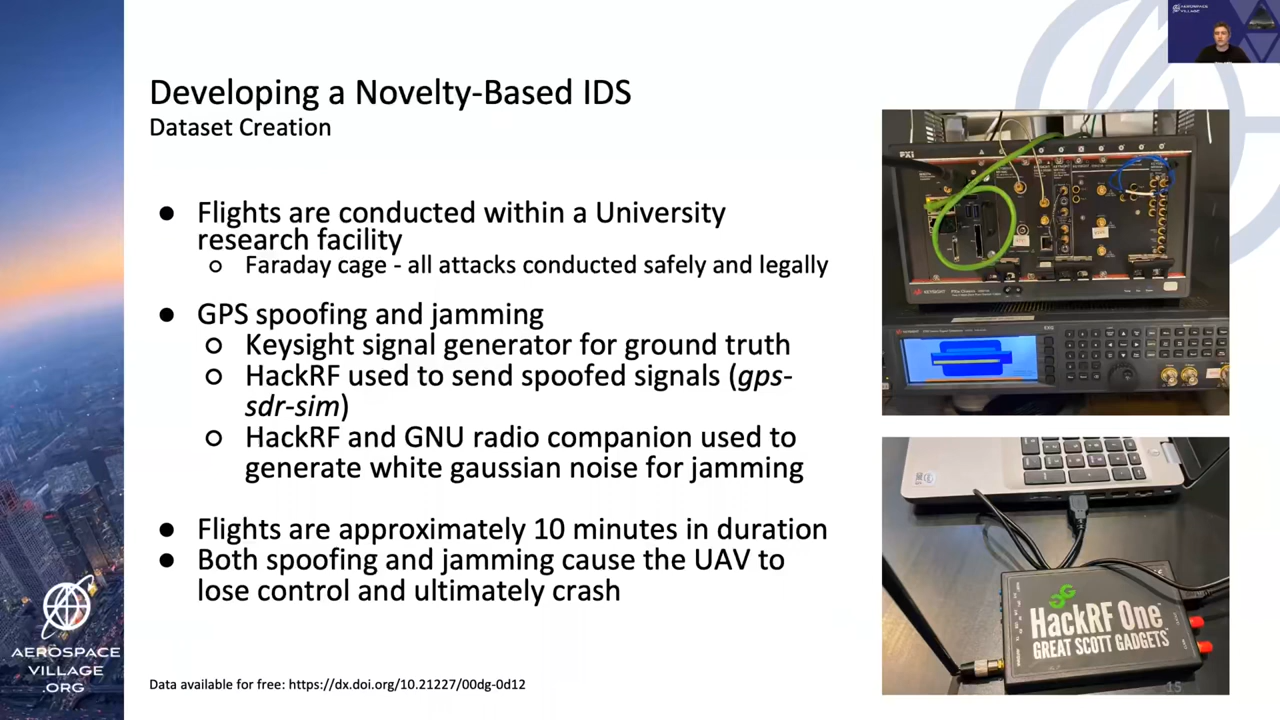 AEROSPACE
VILLAGE
Developing a Novelty-Based IDS
Dataset Creation
● Flights are conducted within a University
research facility
○ Faraday cage - all attacks conducted safely and legally
● GPS spoofing and jamming
○ Keysight signal generator for ground truth
○ HackRF used to send spoofed signals (gps-
sdr-sim)
○ HackRF and GNU radio companion used to
generate white gaussian noise for jamming
● Flights are approximately 10 minutes in duration
● Both spoofing and jamming cause the UAV to
lose control and ultimately crash
Data available for free: https://dx.doi.org/10.21227/00dg-0d12
AEROSPACE
VILLAGE
.ORG
PXI
KEYSIGHT
EXG
HackRF One
GREAT SCOTT GADGETS
15